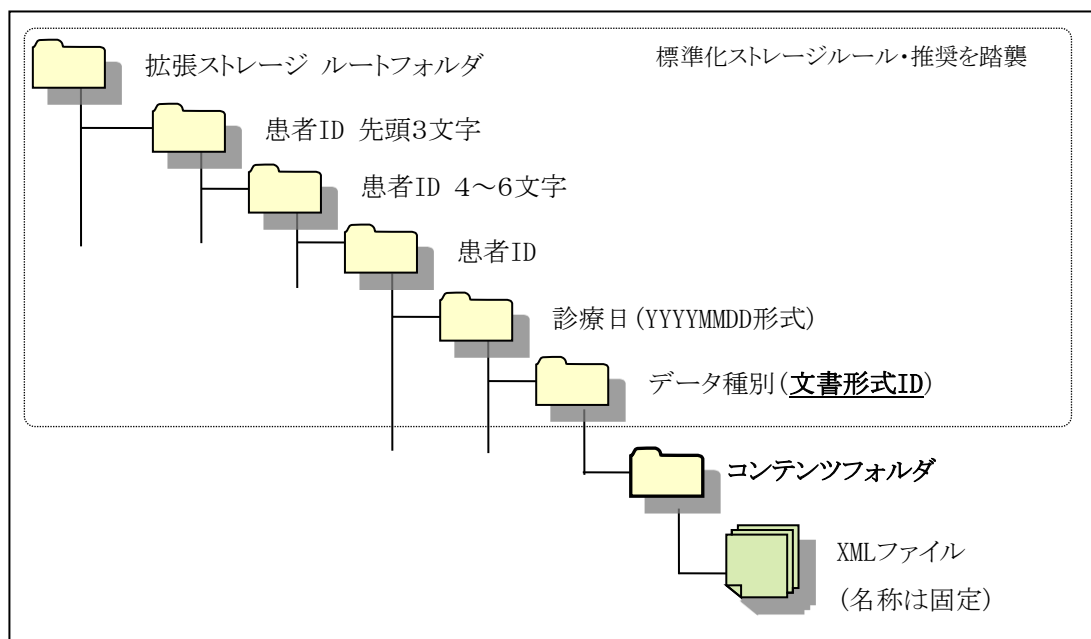 標準化ストレージルール・推奨を踏襲
拡張ストレージ ルートフォルダ
患者ID 先頭3文字
患者ID 4~6文字
患者ID
診療日(YYYYMMDD形式)
データ種別(文書形式ID)
コンテンツフォルダ
XMLファイル
(名称は固定)